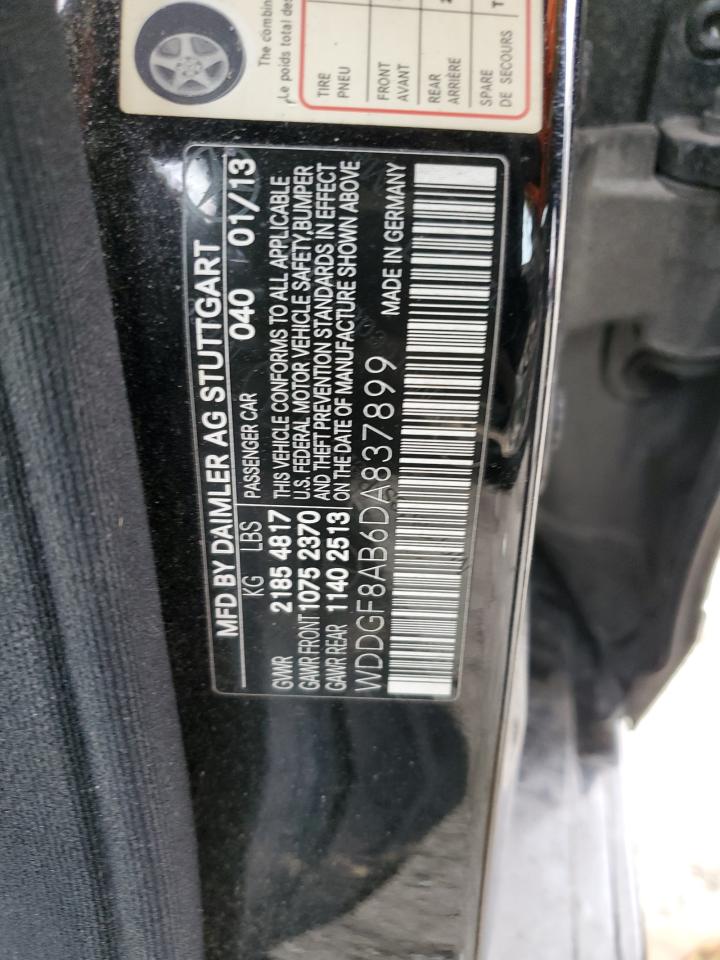 The combin
Le poids total des
TIRE
PNEU
FRONT
AVANT
REAR
ARRIÈRE
SPARE
DE SECOURS
MFD BY DAIMLER AG STUTTGART
040 01/13
KG LBS PASSENGER CAR
GVWR 2185 4817 THIS VEHICLE CONFORMS TO ALL APPLICABLE
GAWR FRONT 1075 2370 U.S. FEDERAL MOTOR VEHICLE SAFETY,BUMPER
GAWR REAR 1140 2513 AND THEFT PREVENTION STANDARDS IN EFFECT
ON THE DATE OF MANUFACTURE SHOWN ABOVE
WDDGF8AB6DA837899 MADE IN GERMANY